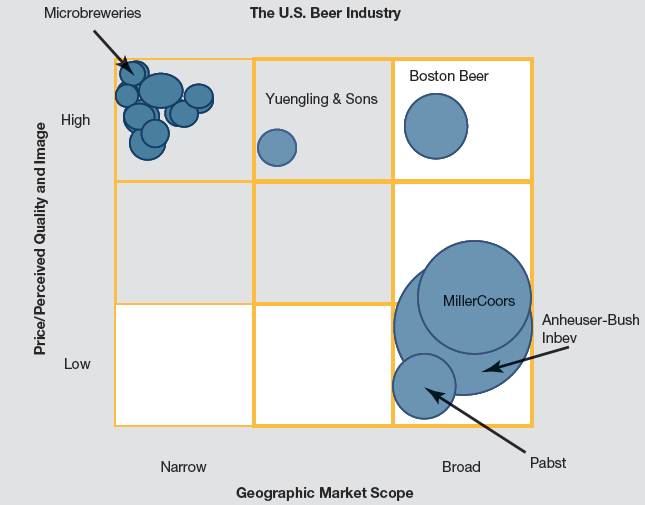 Microbreweries
The U.S. Beer Industry
Boston Beer
Yuengling & Sons
High
Price/Perceived Quality and Image
MillerCoors
Anheuser-Bush
Inbev
Low
Pabst
Narrow
Broad
Geographic Market Scope